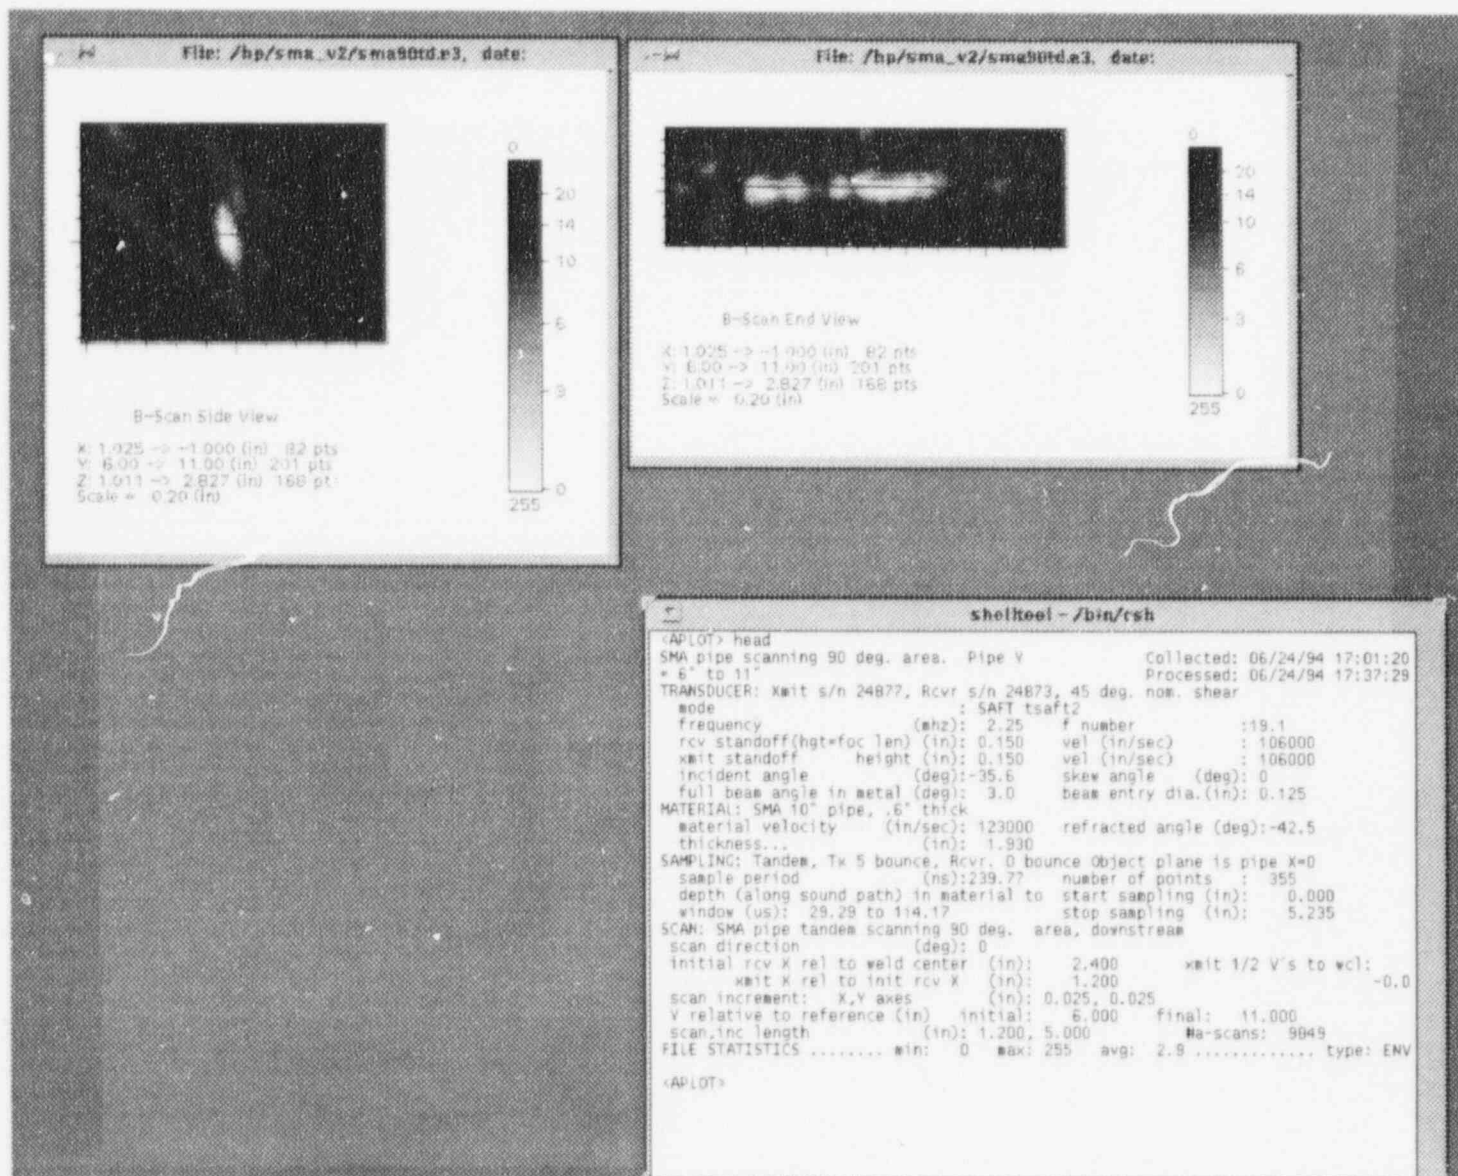 File: /hp/sma_v2/sma90td.e3, date:
0
20
14
10
6
3
0
255
B-Scan Side View
X: 1.025 -> -1.000 (in) 82 pts
Y: 6.00 -> 11.00 (in) 201 pts
Z: 1.011 -> 2.827 (in) 168 pt
Scale = 0.20 (in)
File: /hp/sma_v2/sma90td.e3, date:
0
20
14
10
6
3
0
255
B-Scan End View
X: 1.025 -> -1.000 (in) 82 pts
Y: 6.00 -> 11.00 (in) 201 pts
Z: 1.011 -> 2.827 (in) 168 pts
Scale = 0.20 (in)
shelltool - /bin/csh
<APLOT> head
SMA pipe scanning 90 deg. area. Pipe Y Collected: 06/24/94 17:01:20
= 6" to 11" Processed: 06/24/94 17:37:29
TRANSDUCER: Xmit s/n 24877, Rcvr s/n 24873, 45 deg. nom. shear
mode : SAFT tsaft2
frequency (mhz): 2.25 f number :19.1
rcv standoff(hgt=foc len) (in): 0.150 vel (in/sec) : 106000
xmit standoff height (in): 0.150 vel (in/sec) : 106000
incident angle (deg):-35.6 skew angle (deg): 0
full beam angle in metal (deg): 3.0 beam entry dia.(in): 0.125
MATERIAL: SMA 10" pipe, .6" thick
material velocity (in/sec): 123000 refracted angle (deg):-42.5
thickness... (in): 1.930
SAMPLING: Tandem, Tx 5 bounce, Rcvr. 0 bounce Object plane is pipe X=0
sample period (ns):239.77 number of points : 355
depth (along sound path) in material to start sampling (in): 0.000
window (us): 29.29 to 114.17 stop sampling (in): 5.235
SCAN: SMA pipe tandem scanning 90 deg. area, downstream
scan direction (deg): 0
initial rcv X rel to weld center (in): 2.400 xmit 1/2 V's to wcl:
xmit X rel to init rcv X (in): 1.200 -0.0
scan increment: X,Y axes (in): 0.025, 0.025
Y relative to reference (in) initial: 6.000 final: 11.000
scan,inc length (in): 1.200, 5.000 #a-scans: 9849
FILE STATISTICS ........ min: 0 max: 255 avg: 2.9 ............. type: ENV
<APLOT>